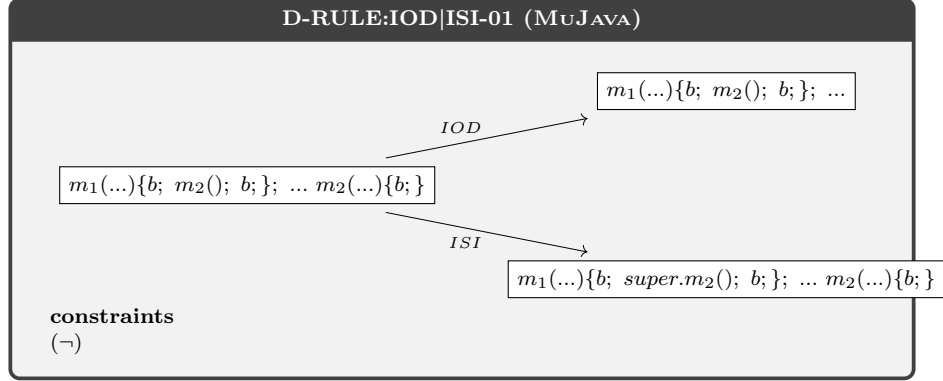 D-RULE:IOD|ISI-01 (MUJAVA)
m₁(...){b; m₂(); b; }; ...
IOD
m₁(...){b; m₂(); b; }; ... m₂(...){b; }
ISI
m₁(...){b; super.m₂(); b; }; ... m₂(...){b; }
constraints
(¬)